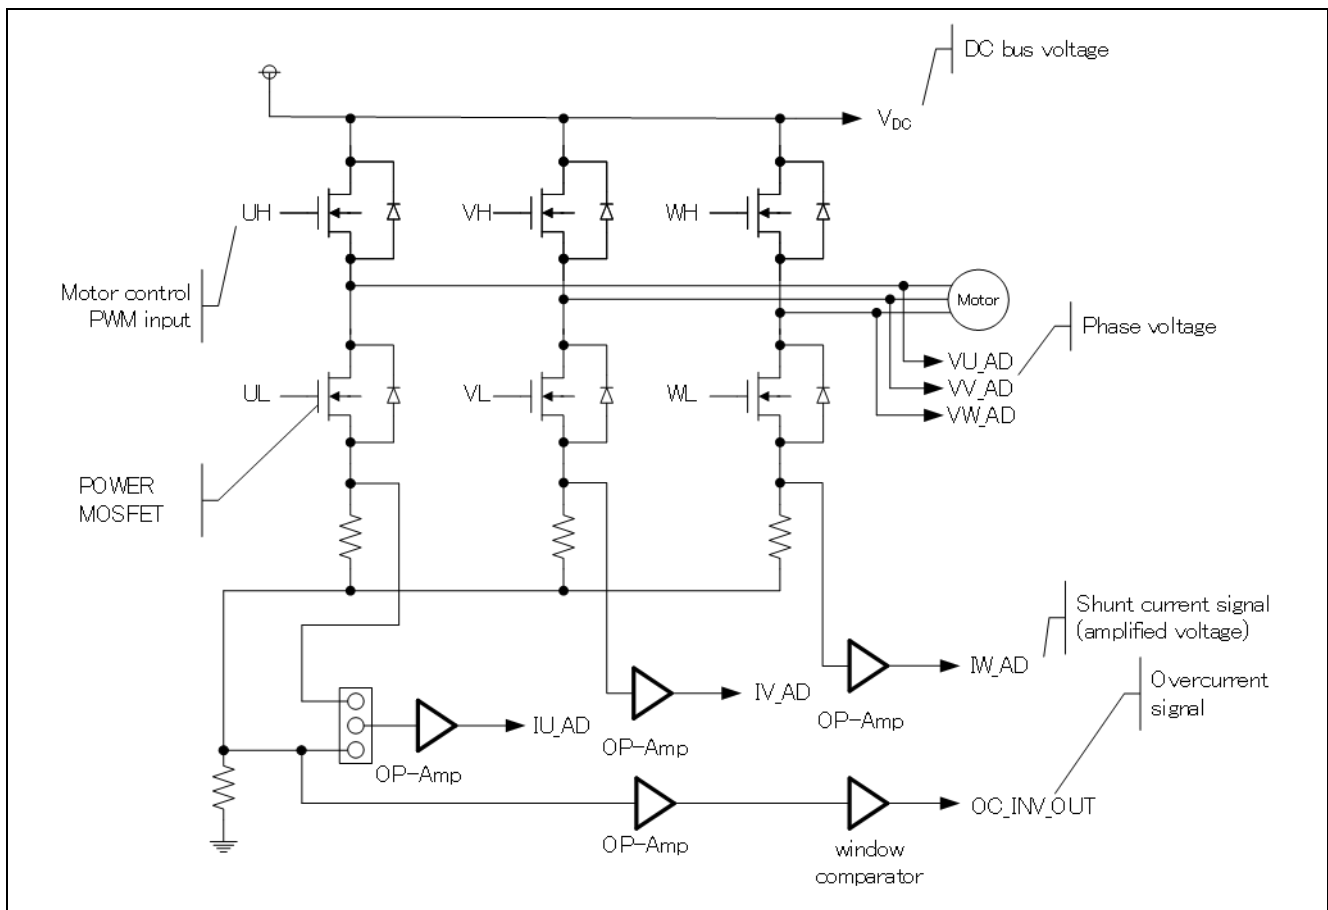 DC bus voltage
VDC
UH
VH
WH
Motor control
PWM input
Motor
Phase voltage
VU_AD
VV_AD
VW_AD
UL
VL
WL
POWER
MOSFET
Shunt current signal
(amplified voltage)
IW_AD
OP-Amp
Overcurrent
signal
IV_AD
OP-Amp
IU_AD
OP-Amp
OC_INV_OUT
OP-Amp
window
comparator